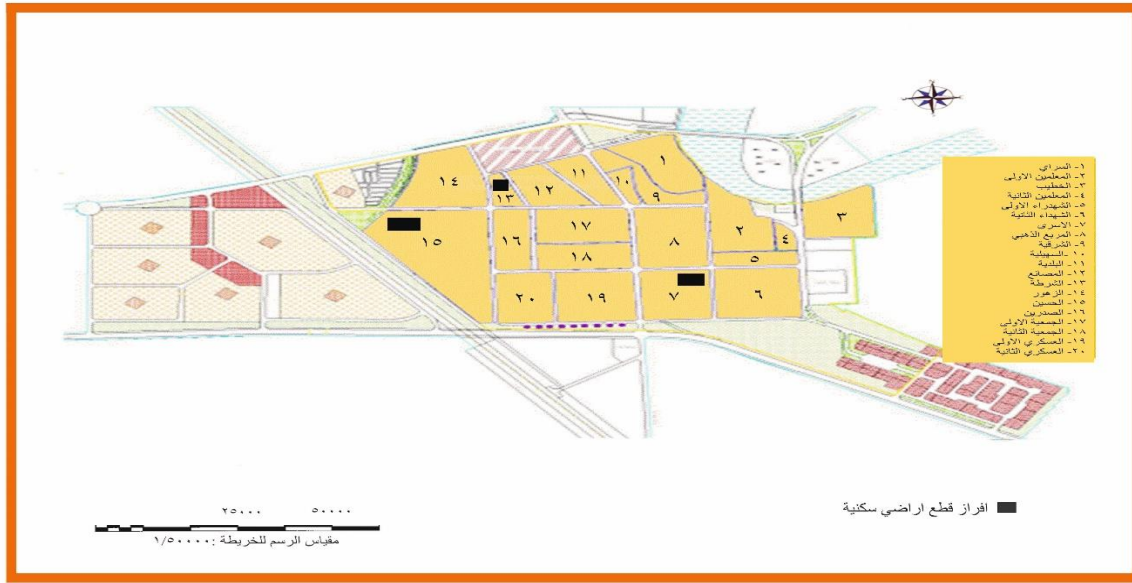 ١
١١
١٠
١٤
١٢
٩
١٣
٣
٢
١٧
١٥
١٦
٨
٤
١٨
٥
٢٠
١٩
٧
٦
١- السراي
٢- المعلمين الاولى
٣- الخطيب
٤- المعلمين الثانية
٥- الشهدراء الاولى
٦- الشهداء الثانية
٧- الاسرى
٨- المربع الذهبي
٩- الشرقية
١٠- السهيلية
١١- البلدية
١٢- المصانع
١٣- الشرطة
١٤- الزهور
١٥- الحسين
١٦- الصدرين
١٧- الجمعية الاولى
١٨- الجمعية الثانية
١٩- العسكري الاولى
٢٠- العسكري الثانية
افراز قطع اراضي سكنية
٢٥٠٠٠ ٥٠٠٠٠
مقياس الرسم للخريطة :١/٥٠٠٠٠